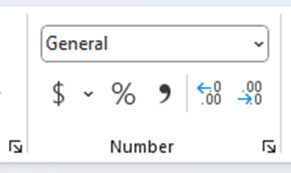 General
$ % , ←0 .00 .00 →0
Number